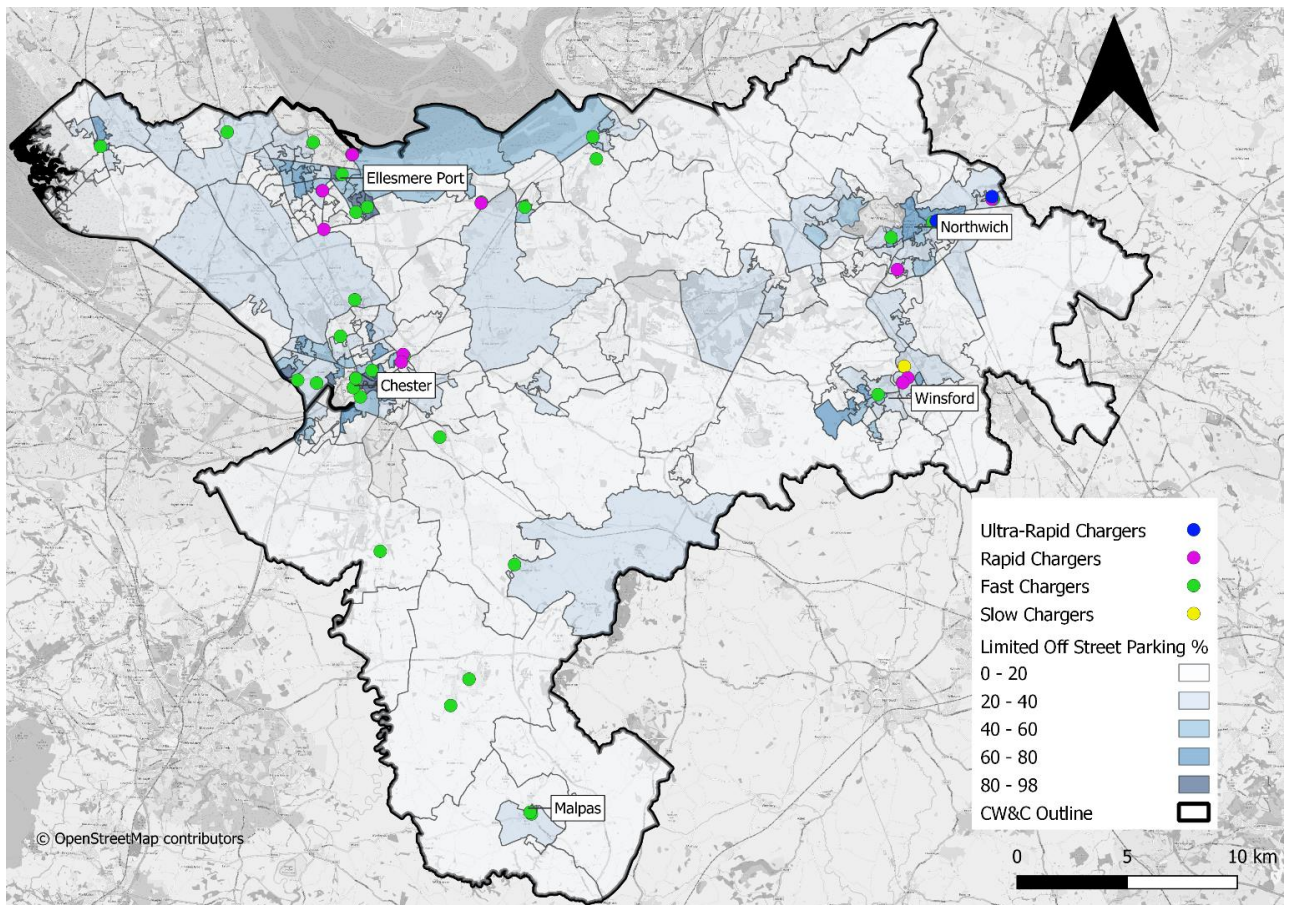 Ellesmere Port
Northwich
Chester
Winsford
Malpas
Ultra-Rapid Chargers
Rapid Chargers
Fast Chargers
Slow Chargers
Limited Off Street Parking %
0 - 20
20 - 40
40 - 60
60 - 80
80 - 98
CW&C Outline
© OpenStreetMap contributors
0 5 10 km